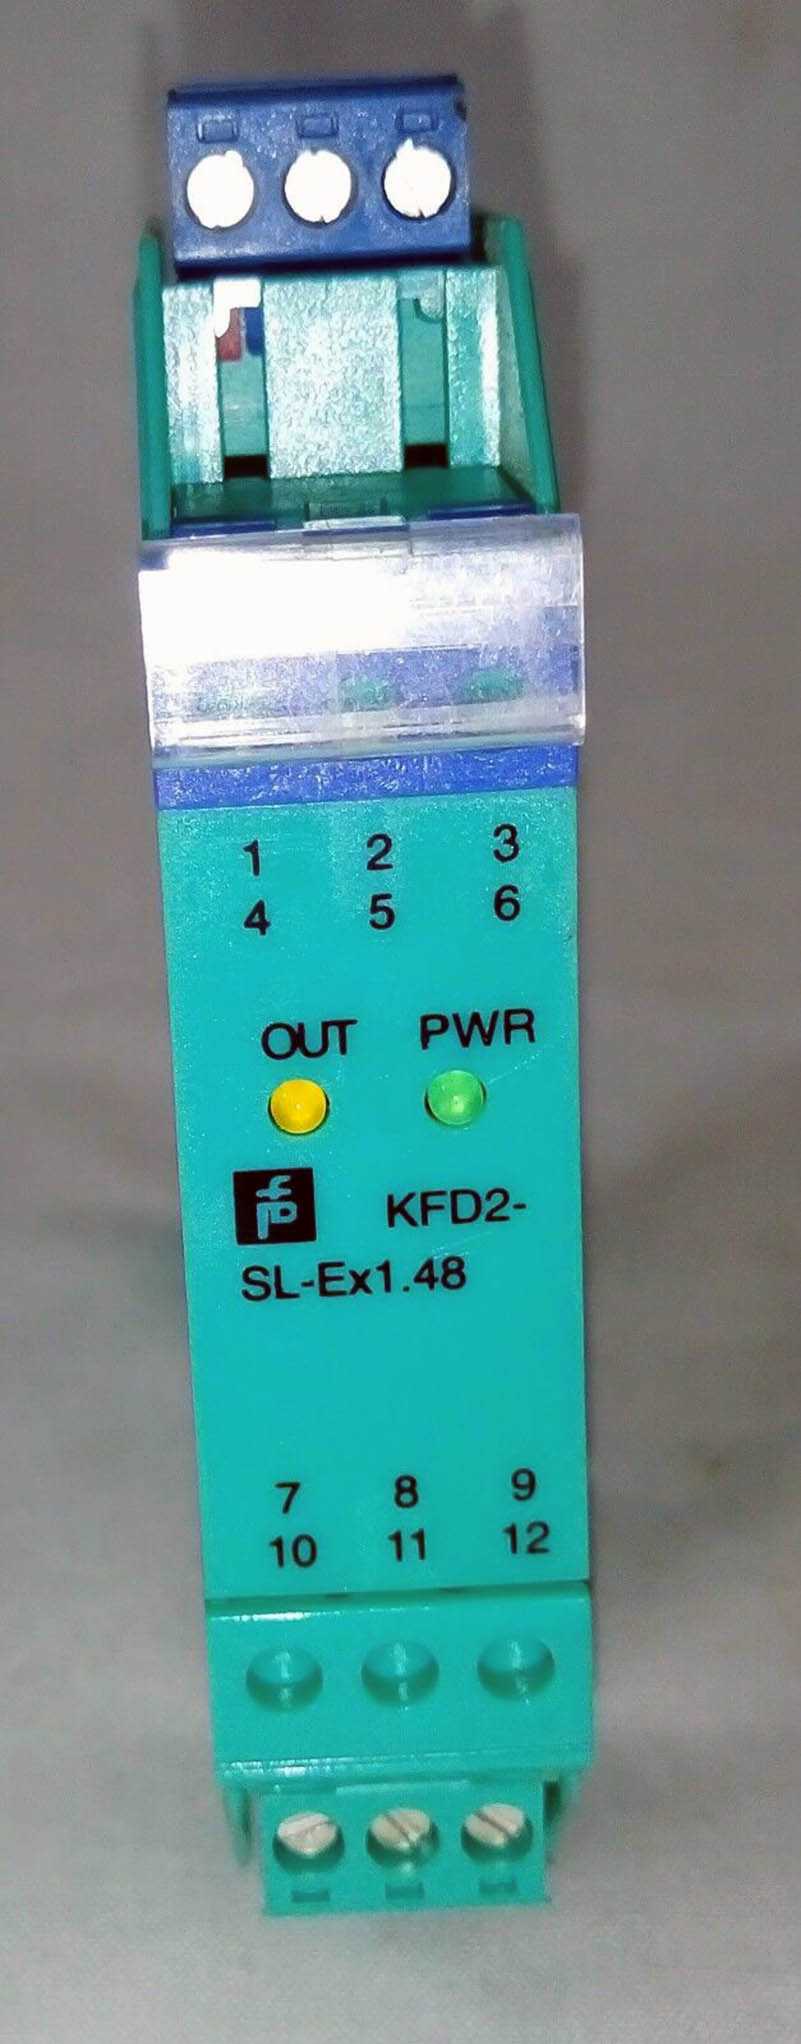 1 2 3
4 5 6
OUT PWR
KFD2-
SL-Ex1.48
7 8 9
10 11 12